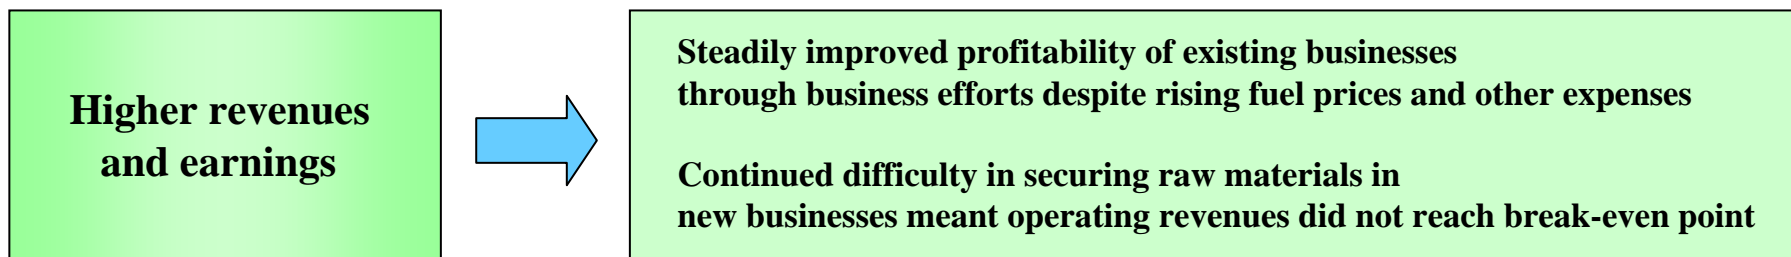 Higher revenues
and earnings
Steadily improved profitability of existing businesses
through business efforts despite rising fuel prices and other expenses
Continued difficulty in securing raw materials in
new businesses meant operating revenues did not reach break-even point